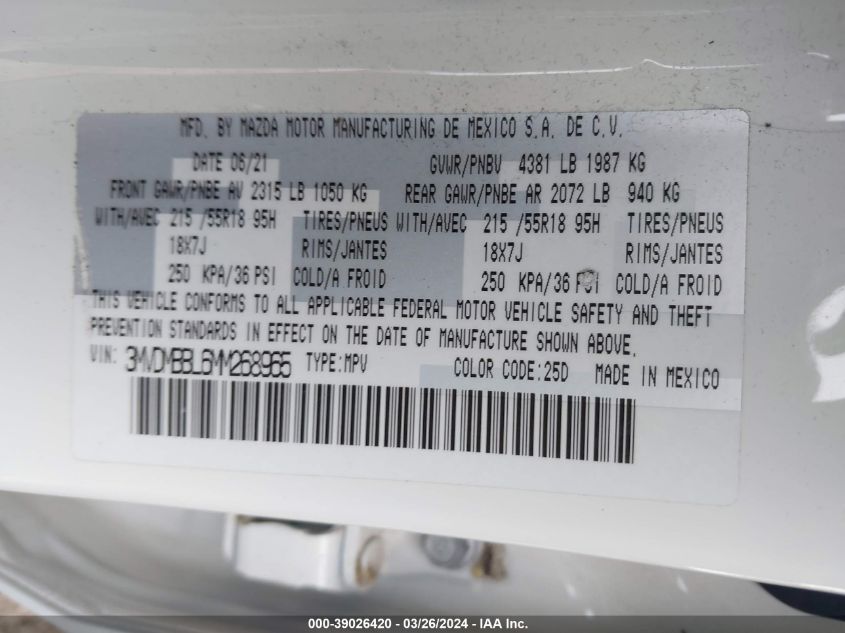 MFD. BY MAZDA MOTOR MANUFACTURING DE MEXICO S.A. DE C.V.
DATE 06/21 GVWR/PNBV 4381 LB 1987 KG
FRONT GAWR/PNBE AV 2315 LB 1050 KG REAR GAWR/PNBE AR 2072 LB 940 KG
WITH/AVEC 215 /55R18 95H TIRES/PNEUS WITH/AVEC 215 /55R18 95H TIRES/PNEUS
18X7J RIMS/JANTES 18X7J RIMS/JANTES
250 KPA/36 PSI COLD/A FROID 250 KPA/36 PSI COLD/A FROID
THIS VEHICLE CONFORMS TO ALL APPLICABLE FEDERAL MOTOR VEHICLE SAFETY AND THEFT
PREVENTION STANDARDS IN EFFECT ON THE DATE OF MANUFACTURE SHOWN ABOVE.
VIN: 3MVDMBBL6MM268965 TYPE:MPV COLOR CODE:25D MADE IN MEXICO
000-39026420 - 03/26/2024 - IAA Inc.